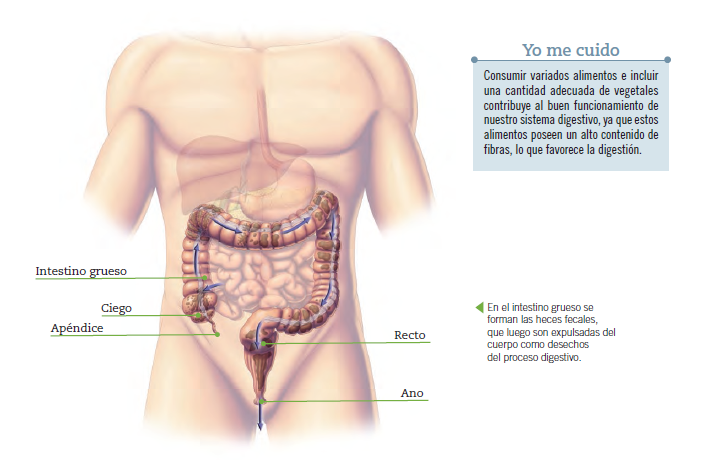 Yo me cuido
Consumir variados alimentos e incluir
una cantidad adecuada de vegetales
contribuye al buen funcionamiento de
nuestro sistema digestivo, ya que estos
alimentos poseen un alto contenido de
fibras, lo que favorece la digestión.
Intestino grueso
Ciego
Apéndice
Recto
Ano
En el intestino grueso se
forman las heces fecales,
que luego son expulsadas del
cuerpo como desechos
del proceso digestivo.